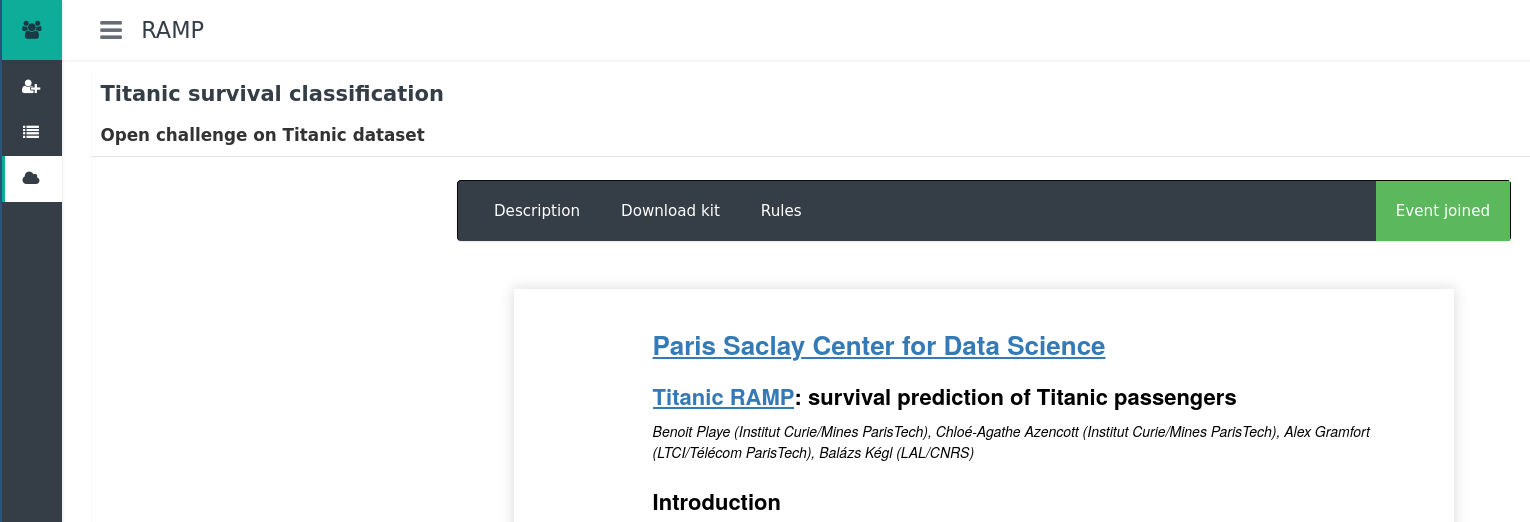 RAMP
Titanic survival classification
Open challenge on Titanic dataset
Description Download kit Rules Event joined
Paris Saclay Center for Data Science
Titanic RAMP: survival prediction of Titanic passengers
Benoit Playe (Institut Curie/Mines ParisTech), Chloé-Agathe Azencott (Institut Curie/Mines ParisTech), Alex Gramfort
(LTCI/Télécom ParisTech), Balázs Kégl (LAL/CNRS)
Introduction